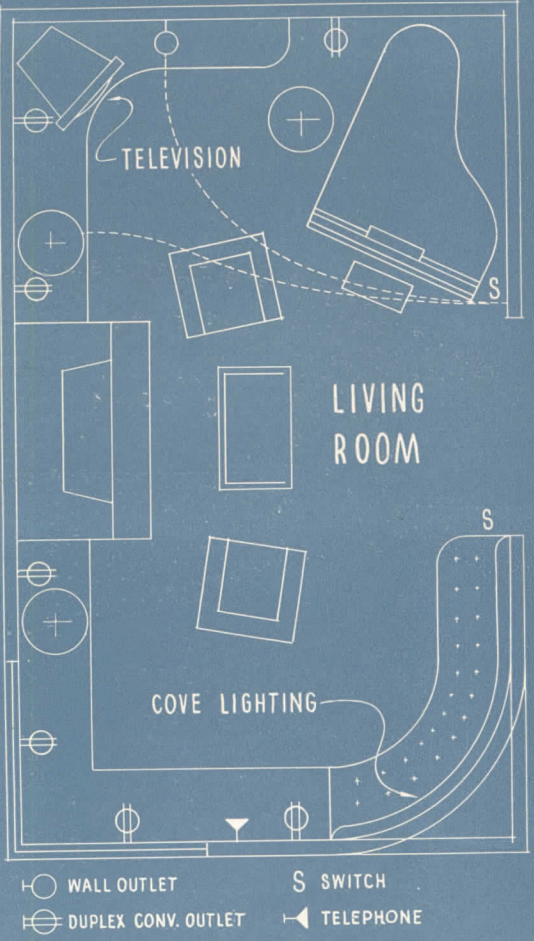 TELEVISION
S
LIVING
ROOM
S
COVE LIGHTING
WALL OUTLET
S SWITCH
DUPLEX CONV. OUTLET
TELEPHONE